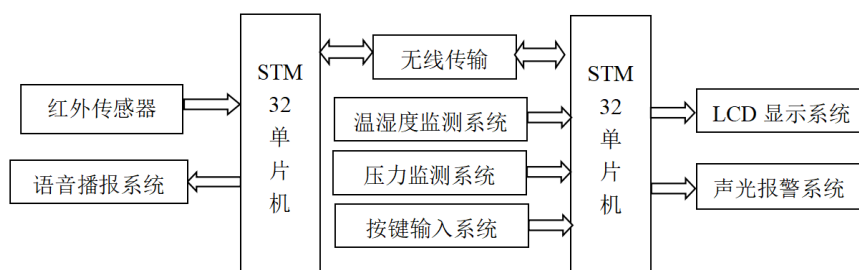 红外传感器
语音播报系统
STM
32
单
片
机
无线传输
温湿度监测系统
压力监测系统
按键输入系统
STM
32
单
片
机
LCD 显示系统
声光报警系统